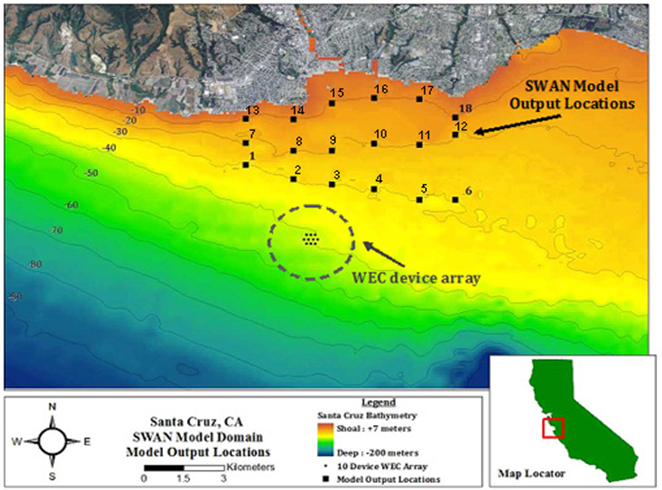 16
17
15
SWAN Model
Output Locations
-10
13
14
18
-20
12
-30
7
10
11
8
9
-40
1
2
3
4
5
6
-60
WEC device array
-70
-80
-90
N
W
E
S
Santa Cruz, CA
SWAN Model Domain
Model Output Locations
0
1.5
3
Kilometers
Legend
Santa Cruz Bathymetry
Shoal : +7 meters
Deep : -200 meters
10 Device WEC Array
Model Output Locations
Map Locator